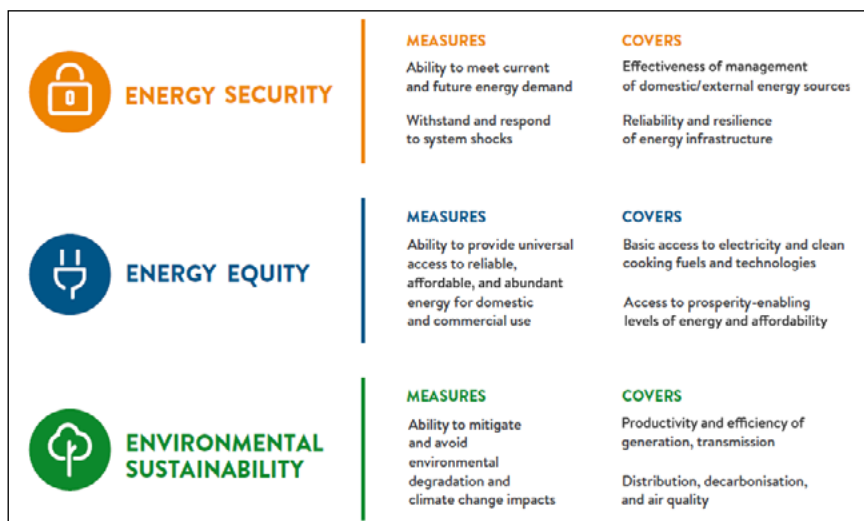 ENERGY SECURITY
MEASURES
Ability to meet current
and future energy demand
Withstand and respond
to system shocks
COVERS
Effectiveness of management
of domestic/external energy sources
Reliability and resilience
of energy infrastructure
ENERGY EQUITY
MEASURES
Ability to provide universal
access to reliable,
affordable, and abundant
energy for domestic
and commercial use
COVERS
Basic access to electricity and clean
cooking fuels and technologies
Access to prosperity-enabling
levels of energy and affordability
ENVIRONMENTAL
SUSTAINABILITY
MEASURES
Ability to mitigate
and avoid
environmental
degradation and
climate change impacts
COVERS
Productivity and efficiency of
generation, transmission
Distribution, decarbonisation,
and air quality